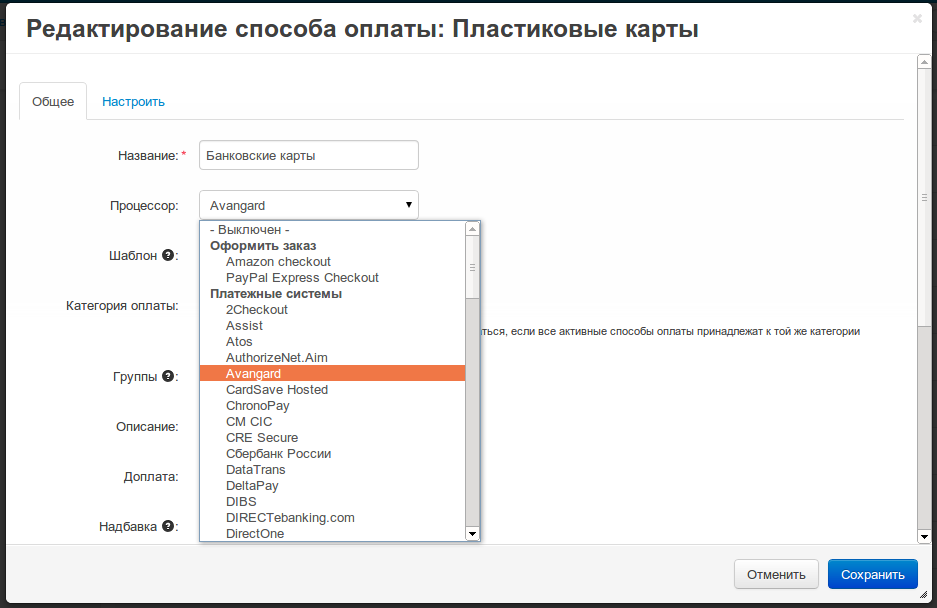 Редактирование способа оплаты: Пластиковые карты
×
Общее Настроить
Название:* Банковские карты
Процессор: Avangard
- Выключен -
Оформить заказ
Шаблон ?: Amazon checkout
PayPal Express Checkout
Платежные системы
Категория оплаты: 2Checkout
Assist ться, если все активные способы оплаты принадлежат к той же категории
Atos
AuthorizeNet.Aim
Группы ?: Avangard
CardSave Hosted
ChronoPay
Описание: CM CIC
CRE Secure
Сбербанк России
DataTrans
Доплата: DeltaPay
DIBS
Надбавка ?: DIRECTebanking.com
DirectOne
Отменить Сохранить